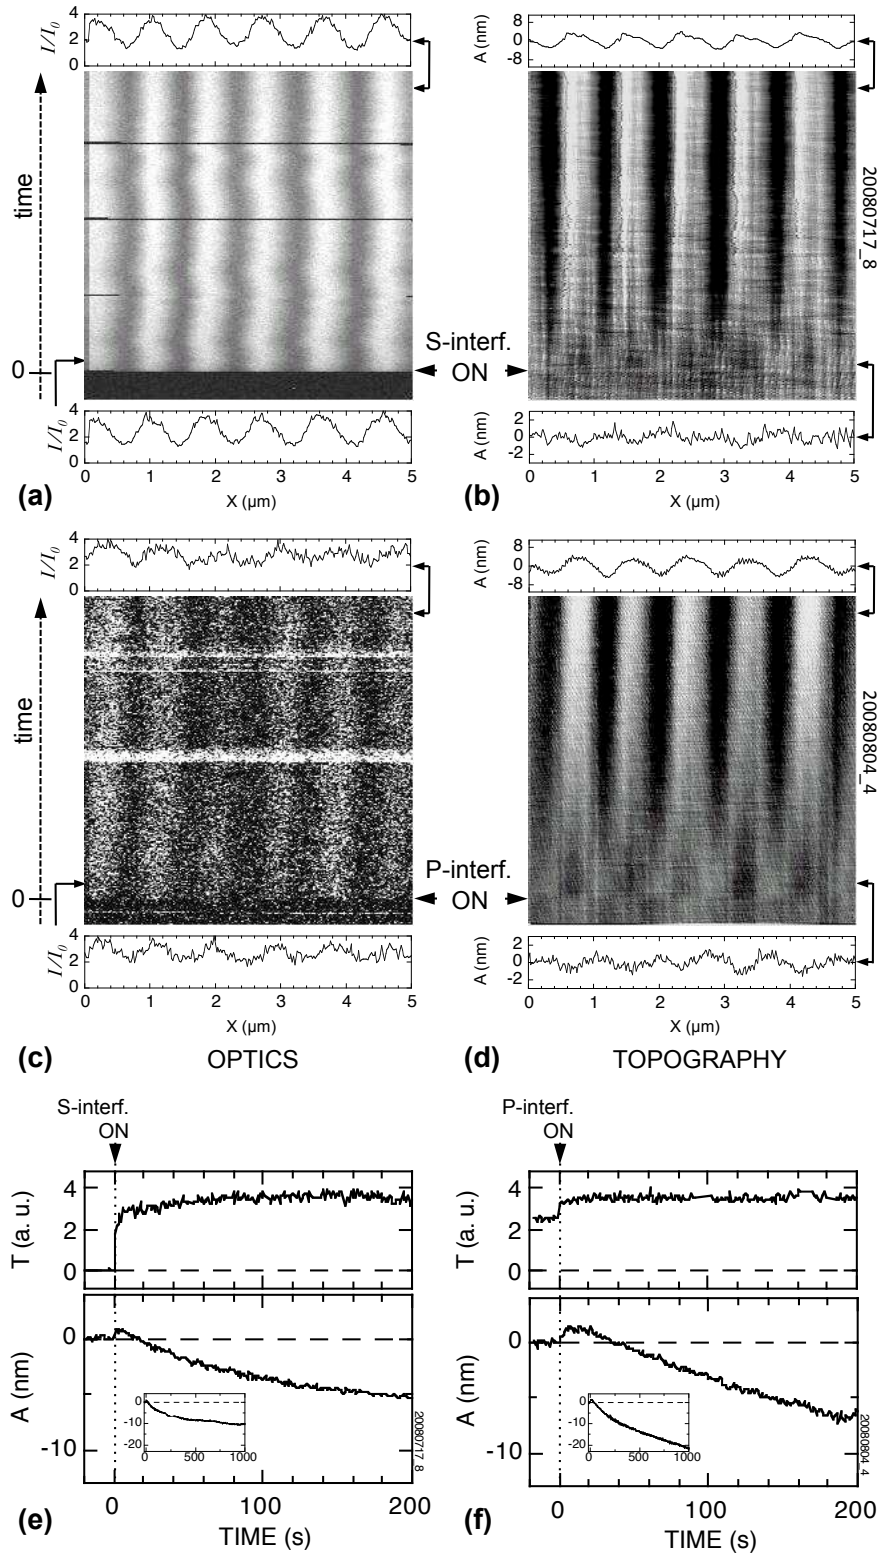 I/I0
4
2
0
A (nm)
8
0
-8
time
0
S-interf.
ON
20080717_8
I/I0
4
2
0
0 1 2 3 4 5
X (µm)
(a)
A (nm)
2
0
-2
0 1 2 3 4 5
X (µm)
(b)
I/I0
4
2
0
A (nm)
8
0
-8
time
0
P-interf.
ON
20080804_4
I/I0
4
2
0
0 1 2 3 4 5
X (µm)
(c) OPTICS
A (nm)
2
0
-2
0 1 2 3 4 5
X (µm)
(d) TOPOGRAPHY
S-interf.
ON
T (a. u.)
4
2
0
A (nm)
0
-10
0
-10
-20
0 500 1000
20080717_8
0 100 200
TIME (s)
(e)
P-interf.
ON
T (a. u.)
4
2
0
A (nm)
0
-10
0
-10
-20
0 500 1000
20080804_4
0 100 200
TIME (s)
(f)